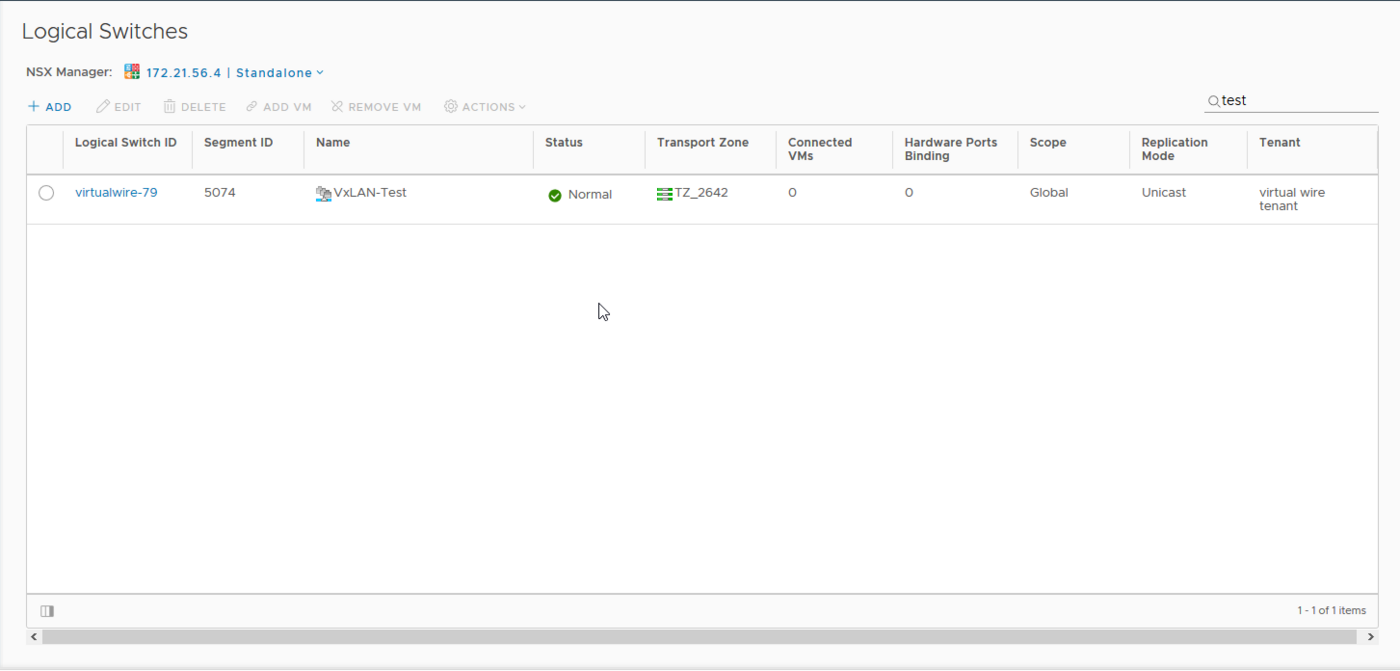 Logical Switches
NSX Manager: 172.21.56.4 | Standalone
ADD EDIT DELETE ADD VM REMOVE VM ACTIONS test
Logical Switch ID Segment ID Name Status Transport Zone Connected VMs Hardware Ports Binding Scope Replication Mode Tenant
virtualwire-79 5074 VxLAN-Test Normal TZ_2642 0 0 Global Unicast virtual wire tenant
1 - 1 of 1 items